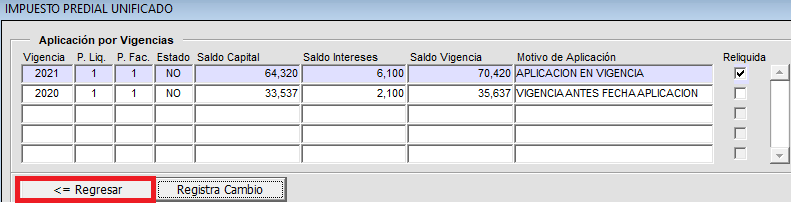 IMPUESTO PREDIAL UNIFICADO
Aplicación por Vigencias
Vigencia P. Liq. P. Fac. Estado Saldo Capital Saldo Intereses Saldo Vigencia Motivo de Aplicación Reliquida
2021 1 1 NO 64,320 6,100 70,420 APLICACION EN VIGENCIA
2020 1 1 NO 33,537 2,100 35,637 VIGENCIA ANTES FECHA APLICACION
<= Regresar Registra Cambio